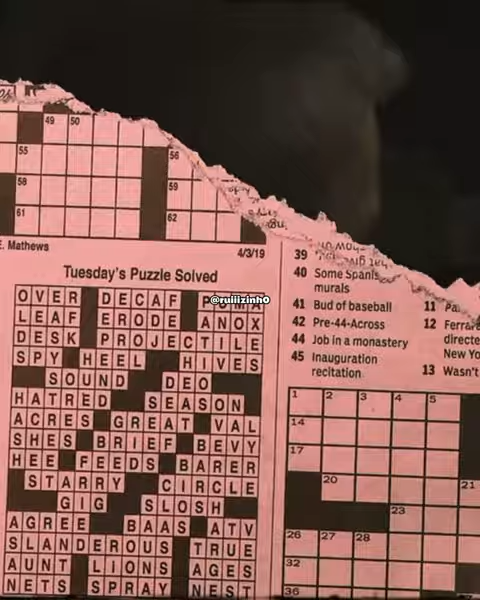 49 50
55
56
58
59
61
62
E. Mathews
4/3/19
Tuesday's Puzzle Solved
@ruiiizinh0
OVER DECAF PUMA
LEAF ERODE ANOX
DESK PROJECTILE
SPY HEEL HIVES
SOUND DEO
HATRED SEASON
ACRES GREAT VAL
SHES BRIEF BEVY
HEE FEEDS BARER
STARRY CIRCLE
GIG SLOSH
AGREE BAAS ATV
SLANDEROUS TRUE
AUNT LIONS AGES
NETS SPRAY NEST
39
40 Some
murals
41 Bud of baseball
42 Pre-44-Across
44 Job in a monastery
45 Inauguration
recitation
11
12
directe
New Yo
13 Wasn't
1 2 3 4 5
14
17
20 21
23
26 27 28
32
36